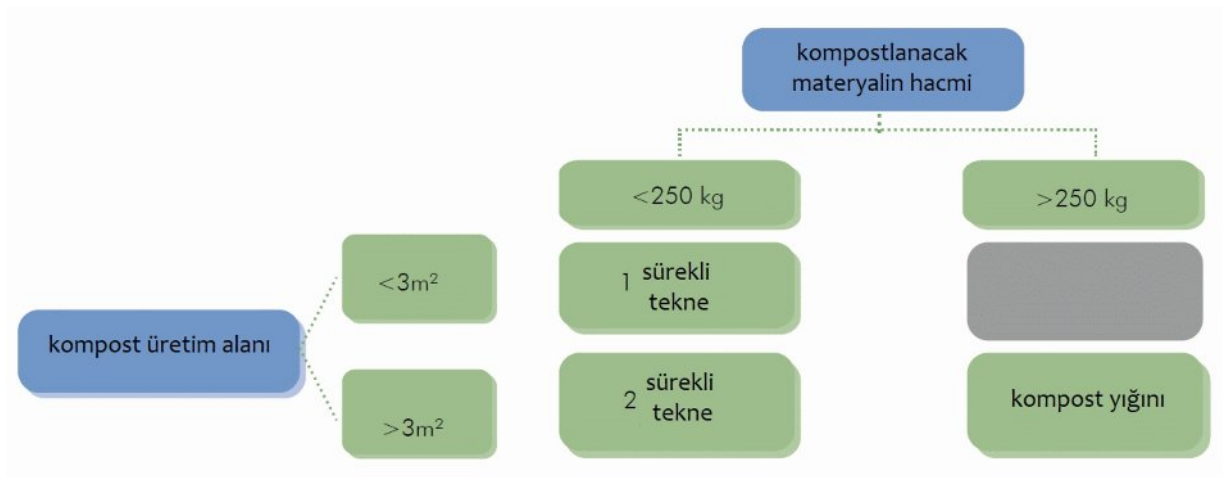 kompostlanacak
materyalin hacmi
<250 kg
>250 kg
<3m²
1 sürekli
tekne
kompost üretim alanı
>3m²
2 sürekli
tekne
kompost yığını